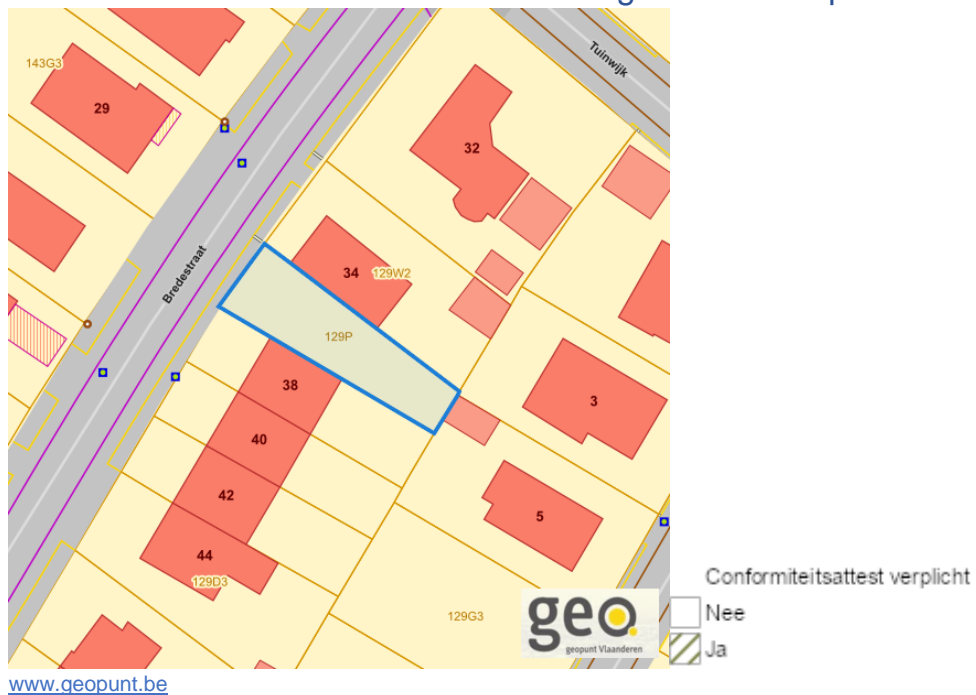 Tuinwijk
143G3
29
32
Bredestraat
34
129W2
129P
38
3
40
42
5
44
129D3
129G3
geo.
geopunt Vlaanderen
Conformiteitsattest verplicht
Nee
Ja
www.geopunt.be